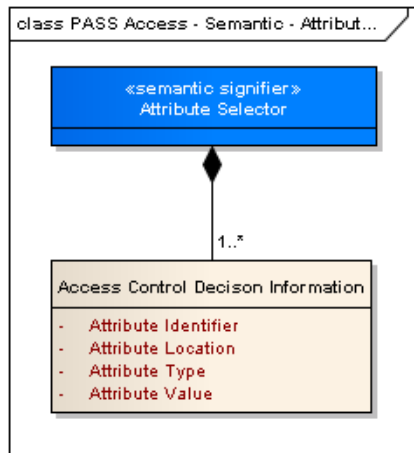 class PASS Access - Semantic - Attribut...
«semantic signifier»
Attribute Selector
1..*
Access Control Decison Information
- Attribute Identifier
- Attribute Location
- Attribute Type
- Attribute Value